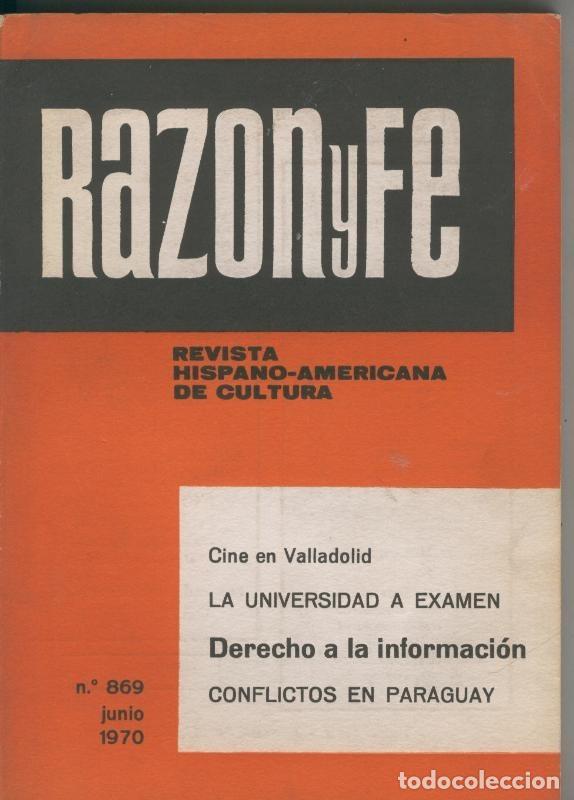 RaZONyFe
REVISTA
HISPANO-AMERICANA
DE CULTURA
Cine en Valladolid
LA UNIVERSIDAD A EXAMEN
Derecho a la información
CONFLICTOS EN PARAGUAY
n.° 869
junio
1970
todocoleccion